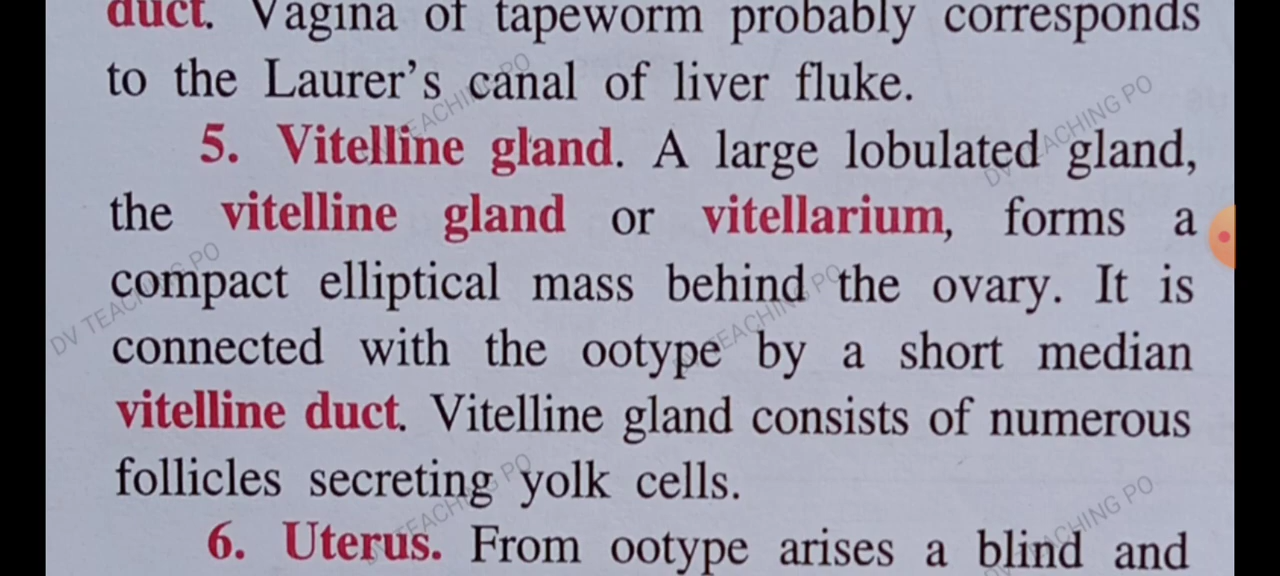 duct. Vagina of tapeworm probably corresponds
to the Laurer's canal of liver fluke.
5. Vitelline gland. A large lobulated gland,
the vitelline gland or vitellarium, forms a
compact elliptical mass behind the ovary. It is
connected with the ootype by a short median
vitelline duct. Vitelline gland consists of numerous
follicles secreting yolk cells.
6. Uterus. From ootype arises a blind and
DV TEACHING PO